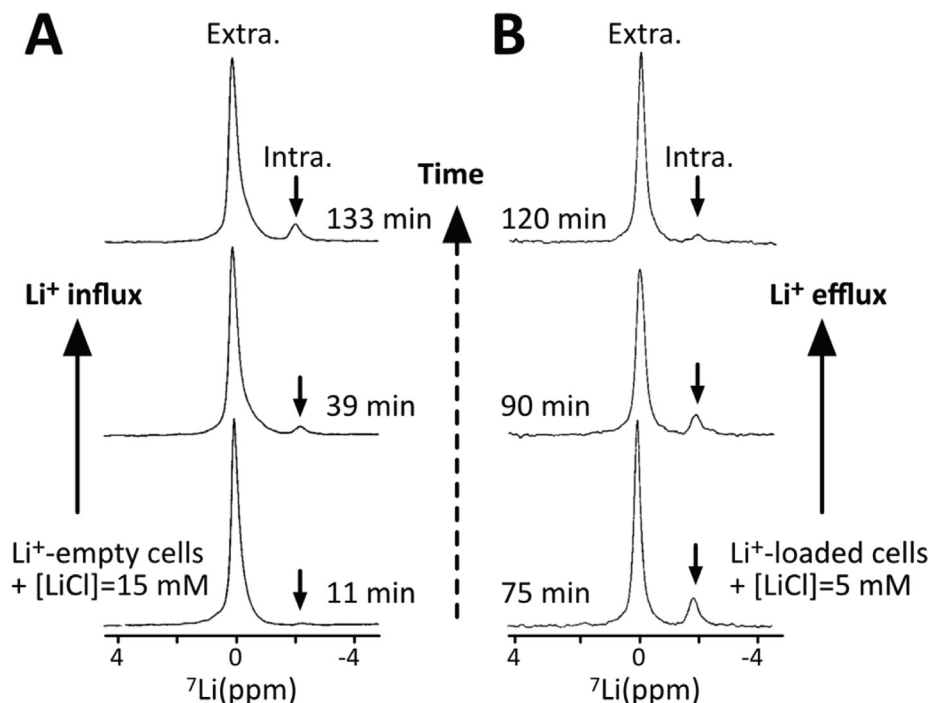 A
B
Extra.
Extra.
Intra.
Intra.
Time
133 min
120 min
Li⁺ influx
Li⁺ efflux
39 min
90 min
Li⁺-empty cells
+ [LiCl]=15 mM
11 min
75 min
Li⁺-loaded cells
+ [LiCl]=5 mM
4 0 -4
4 0 -4
⁷Li(ppm)
⁷Li(ppm)